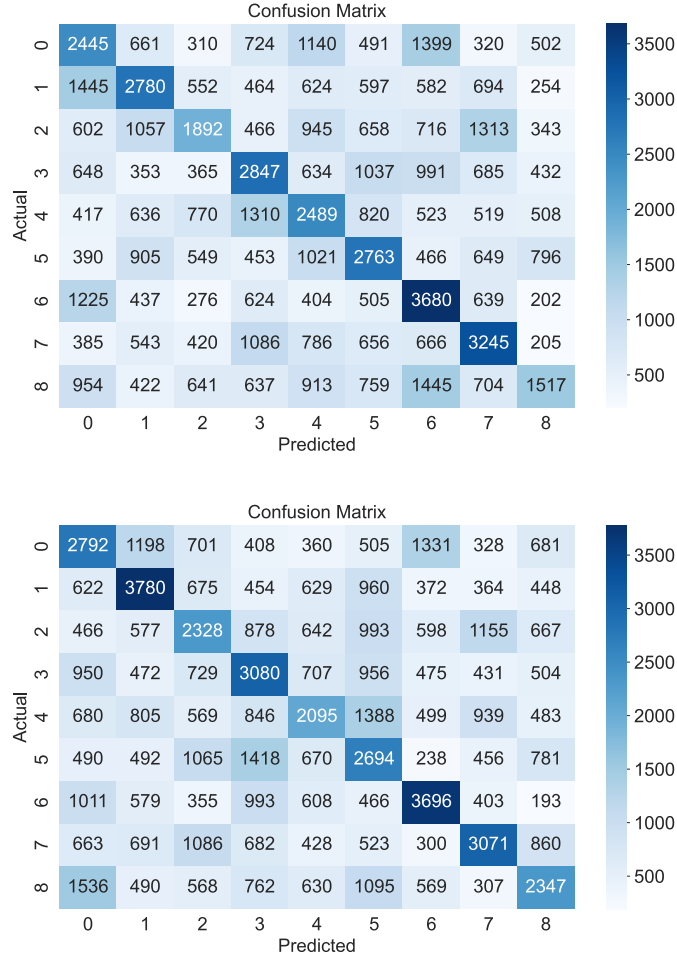 Confusion Matrix
0 2445 661 310 724 1140 491 1399 320 502
1 1445 2780 552 464 624 597 582 694 254
2 602 1057 1892 466 945 658 716 1313 343
3 648 353 365 2847 634 1037 991 685 432
4 417 636 770 1310 2489 820 523 519 508
5 390 905 549 453 1021 2763 466 649 796
6 1225 437 276 624 404 505 3680 639 202
7 385 543 420 1086 786 656 666 3245 205
8 954 422 641 637 913 759 1445 704 1517
0 1 2 3 4 5 6 7 8
Predicted
Actual
3500
3000
2500
2000
1500
1000
500
Confusion Matrix
0 2792 1198 701 408 360 505 1331 328 681
1 622 3780 675 454 629 960 372 364 448
2 466 577 2328 878 642 993 598 1155 667
3 950 472 729 3080 707 956 475 431 504
4 680 805 569 846 2095 1388 499 939 483
5 490 492 1065 1418 670 2694 238 456 781
6 1011 579 355 993 608 466 3696 403 193
7 663 691 1086 682 428 523 300 3071 860
8 1536 490 568 762 630 1095 569 307 2347
0 1 2 3 4 5 6 7 8
Predicted
Actual
3500
3000
2500
2000
1500
1000
500